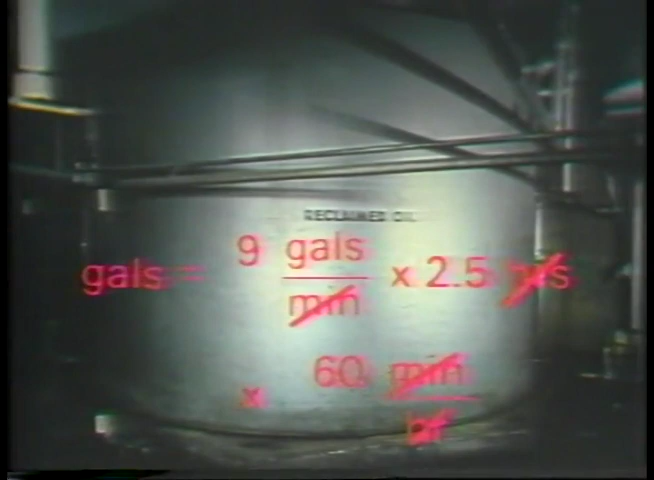 RECLAIMED OIL
gals = 9 gals/min x 2.5 hrs
x 60 min/hr